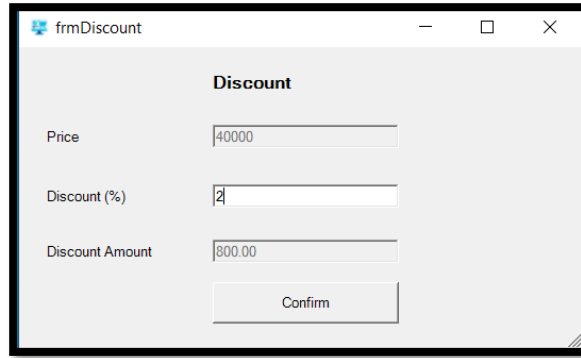 frmDiscount
Discount
Price 40000
Discount (%) 2
Discount Amount 800.00
Confirm